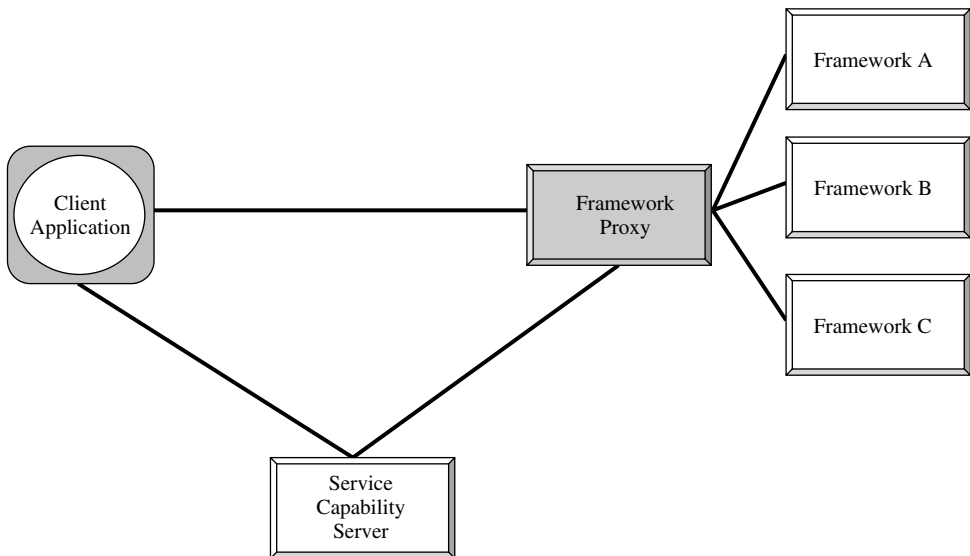 Framework A
Framework B
Client
Application
Framework
Proxy
Framework C
Service
Capability
Server